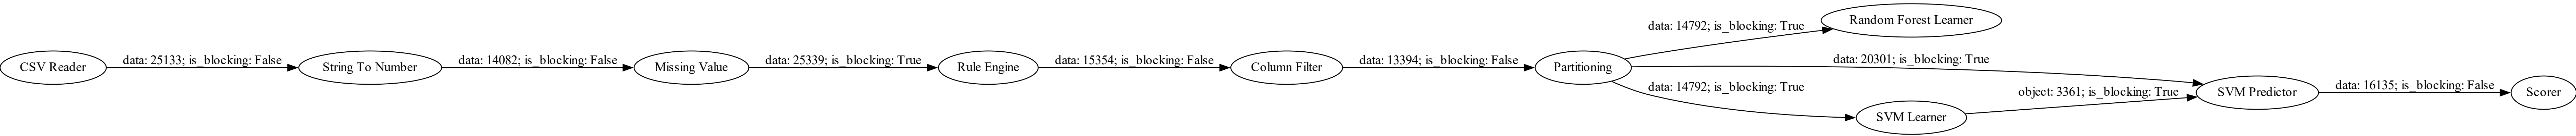 CSV Reader
data: 25133; is_blocking: False
String To Number
data: 14082; is_blocking: False
Missing Value
data: 25339; is_blocking: True
Rule Engine
data: 15354; is_blocking: False
Column Filter
data: 13394; is_blocking: False
Partitioning
data: 14792; is_blocking: True
Random Forest Learner
data: 20301; is_blocking: True
data: 14792; is_blocking: True
SVM Learner
object: 3361; is_blocking: True
SVM Predictor
data: 16135; is_blocking: False
Scorer